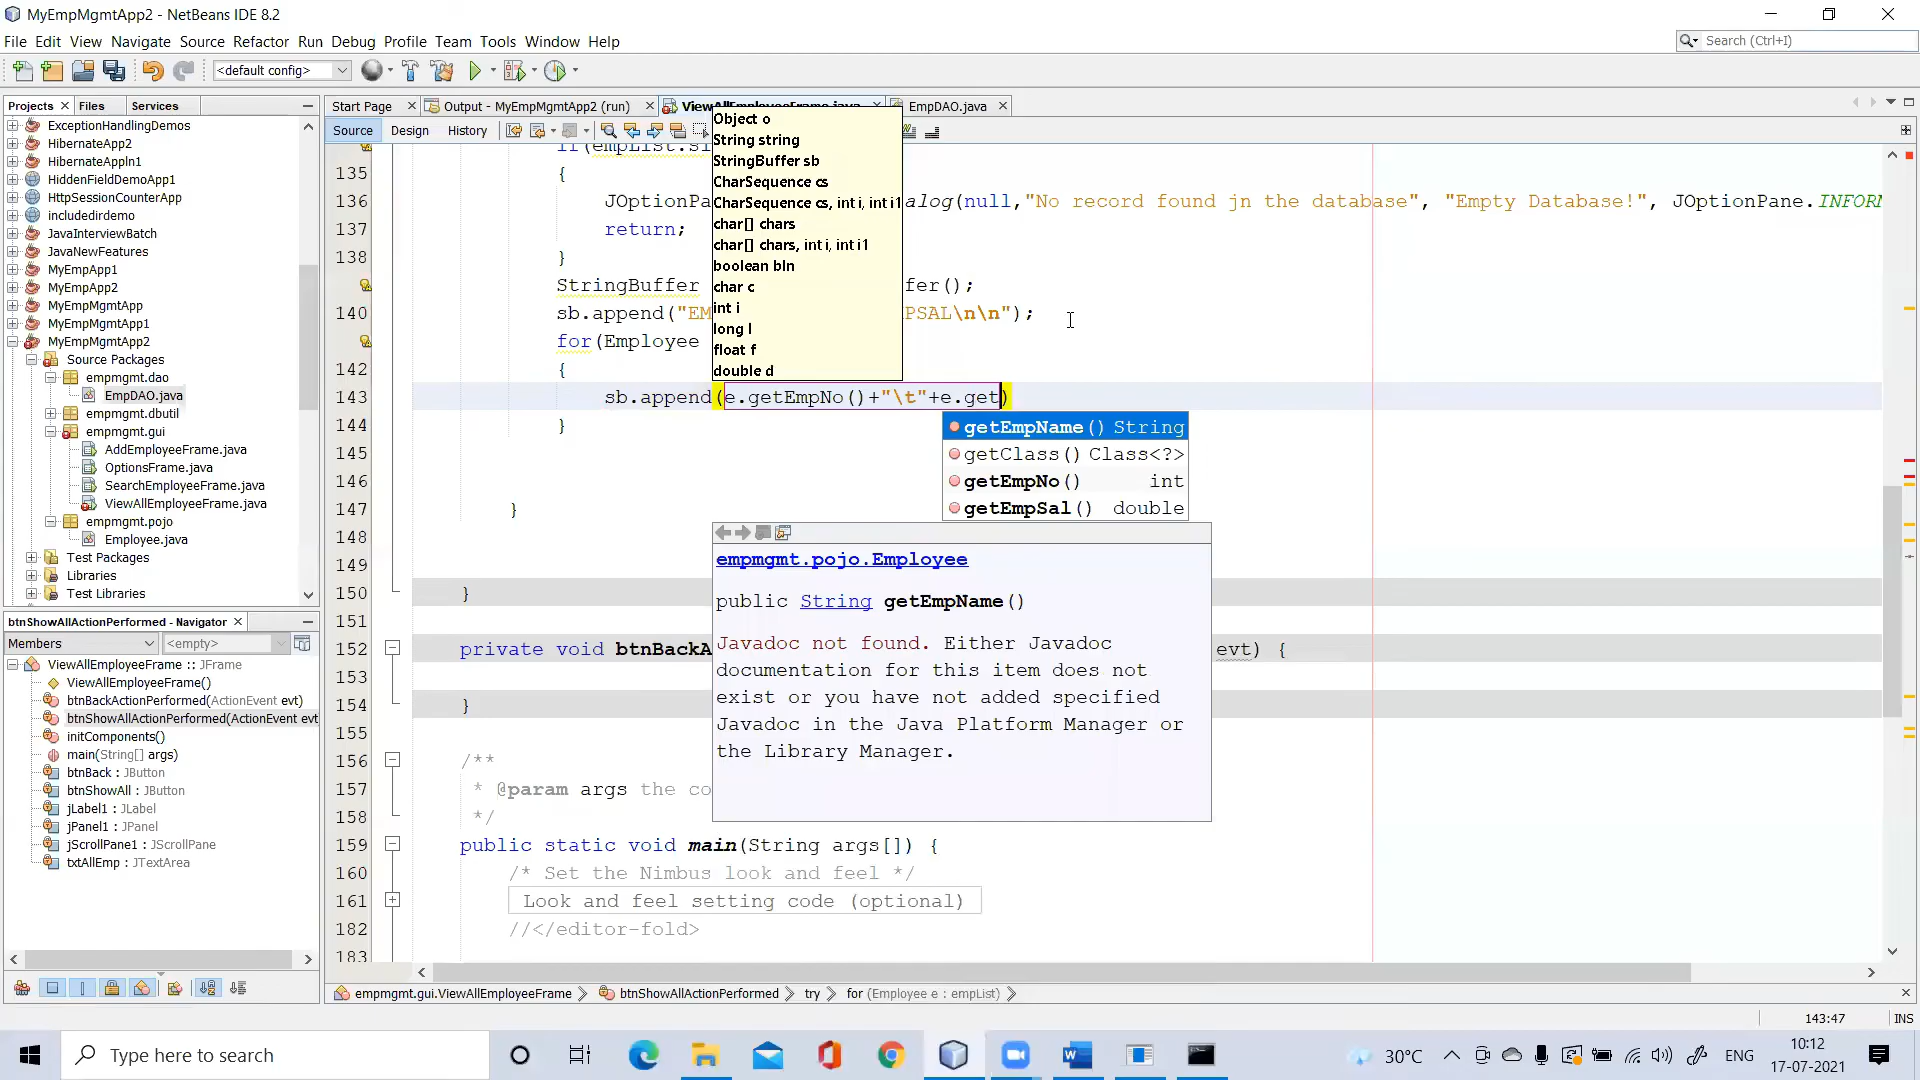 MyEmpMgmtApp2 - NetBeans IDE 8.2
File Edit View Navigate Source Refactor Run Debug Profile Team Tools Window Help
Search (Ctrl+I)
<default config>
Projects Files Services
ExceptionHandlingDemos
HibernateApp2
HibernateAppIn1
HiddenFieldDemoApp1
HttpSessionCounterApp
includedirdemo
JavaInterviewBatch
JavaNewFeatures
MyEmpApp1
MyEmpApp2
MyEmpMgmtApp
MyEmpMgmtApp1
MyEmpMgmtApp2
Source Packages
empmgmt.dao
EmpDAO.java
empmgmt.dbutil
empmgmt.gui
AddEmployeeFrame.java
OptionsFrame.java
SearchEmployeeFrame.java
ViewAllEmployeeFrame.java
empmgmt.pojo
Employee.java
Test Packages
Libraries
Test Libraries
btnShowAllActionPerformed - Navigator
Members <empty>
ViewAllEmployeeFrame :: JFrame
ViewAllEmployeeFrame()
btnBackActionPerformed(ActionEvent evt)
btnShowAllActionPerformed(ActionEvent evt
initComponents()
main(String[] args)
btnBack : JButton
btnShowAll : JButton
jLabel1 : JLabel
jPanel1 : JPanel
jScrollPane1 : JScrollPane
txtAllEmp : JTextArea
Start Page Output - MyEmpMgmtApp2 (run) ViewAllEmployeeFrame.java EmpDAO.java
Source Design History
Object o
String string
StringBuffer sb
CharSequence cs
CharSequence cs, int i, int i1
char[] chars
char[] chars, int i, int i1
boolean bln
char c
int i
long l
float f
double d
if(empList.si
135 {
136 JOptionPa alog(null,"No record found jn the database", "Empty Database!", JOptionPane.INFORM
137 return;
138 }
StringBuffer fer();
140 sb.append("EM PSAL\n\n");
for(Employee
142 {
143 sb.append(e.getEmpNo()+"\t"+e.get)
144 }
145
146
147 }
148
149
150 }
151
152 private void btnBackA evt) {
153
154 }
155
156 /**
157 * @param args the co
158 */
159 public static void main(String args[]) {
160 /* Set the Nimbus look and feel */
161 Look and feel setting code (optional)
182 //</editor-fold>
183
getEmpName() String
getClass() Class<?>
getEmpNo() int
getEmpSal() double
empmgmt.pojo.Employee
public String getEmpName()
Javadoc not found. Either Javadoc
documentation for this item does not
exist or you have not added specified
Javadoc in the Java Platform Manager or
the Library Manager.
empmgmt.gui.ViewAllEmployeeFrame btnShowAllActionPerformed try for (Employee e : empList)
143:47 INS
Type here to search
30°C ENG
10:12
17-07-2021